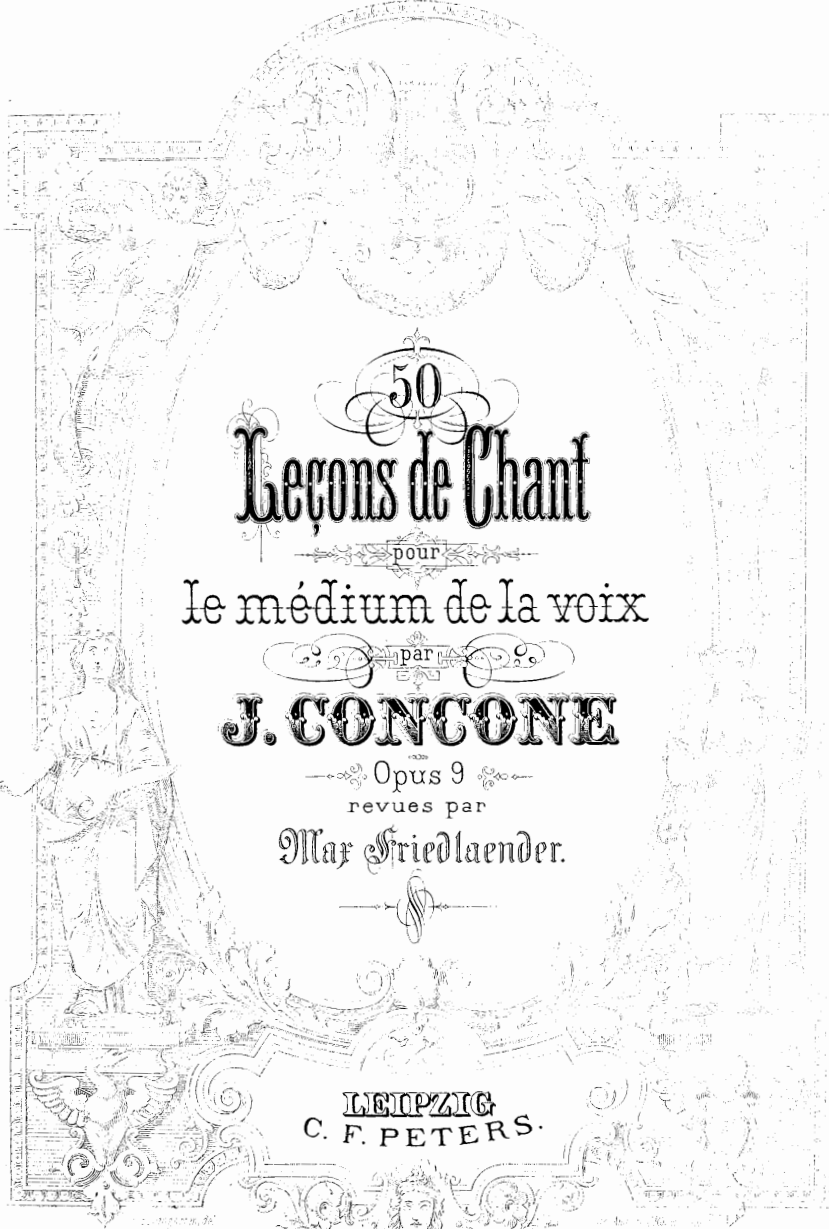 50
Leçons de Chant
pour
le médium de la voix
par
J. CONCONE
Opus 9
revues par
Max Friedlaender.
LEIPZIG
C. F. PETERS.